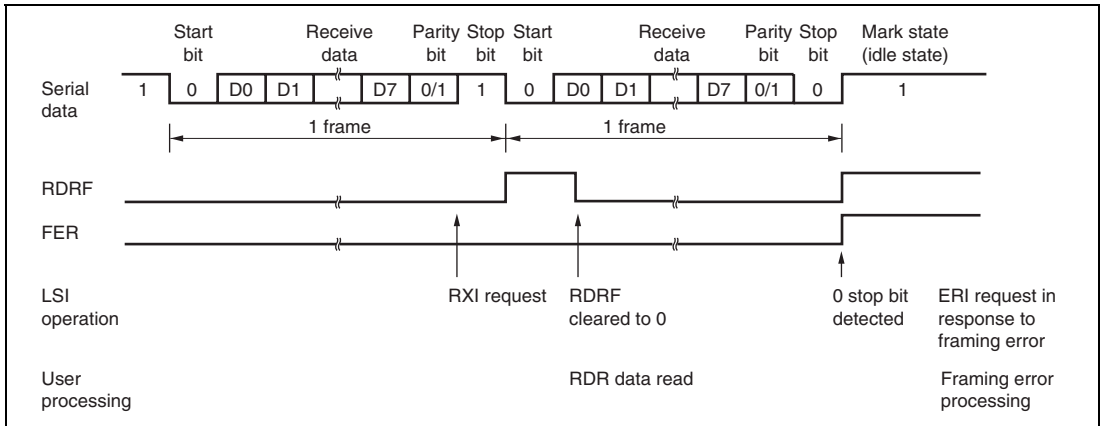 Start Receive Parity Stop Start Receive Parity Stop Mark state
bit data bit bit bit data bit bit (idle state)
Serial 1 0 D0 D1 D7 0/1 1 0 D0 D1 D7 0/1 0 1
data
1 frame 1 frame
RDRF
FER
LSI RXI request RDRF 0 stop bit ERI request in
operation cleared to 0 detected response to
framing error
User RDR data read Framing error
processing processing